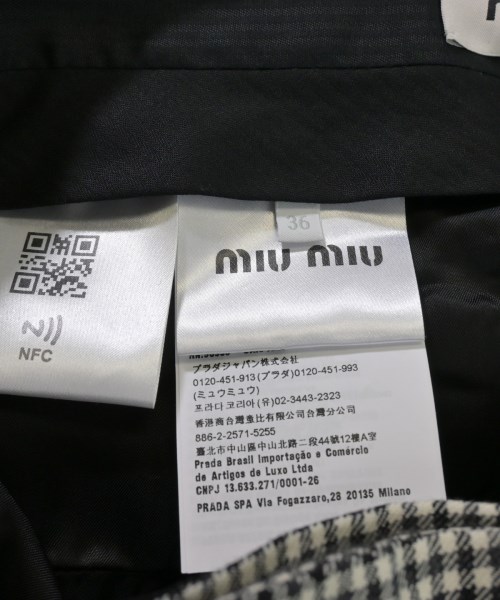 36
miu miu
NFC
プラダジャパン株式会社
0120-451-913(プラダ)0120-451-993
(ミュウミュウ)
프라다 코리아(유) 02-3443-2323
香港商台灣壹比有限公司台灣分公司
886-2-2571-5255
臺北市中山區中山北路二段44號12樓A室
Prada Brasil Importação e Comércio
de Artigos de Luxo Ltda
CNPJ 13.633.271/0001-26
PRADA SPA Via Fogazzaro,28 20135 Milano